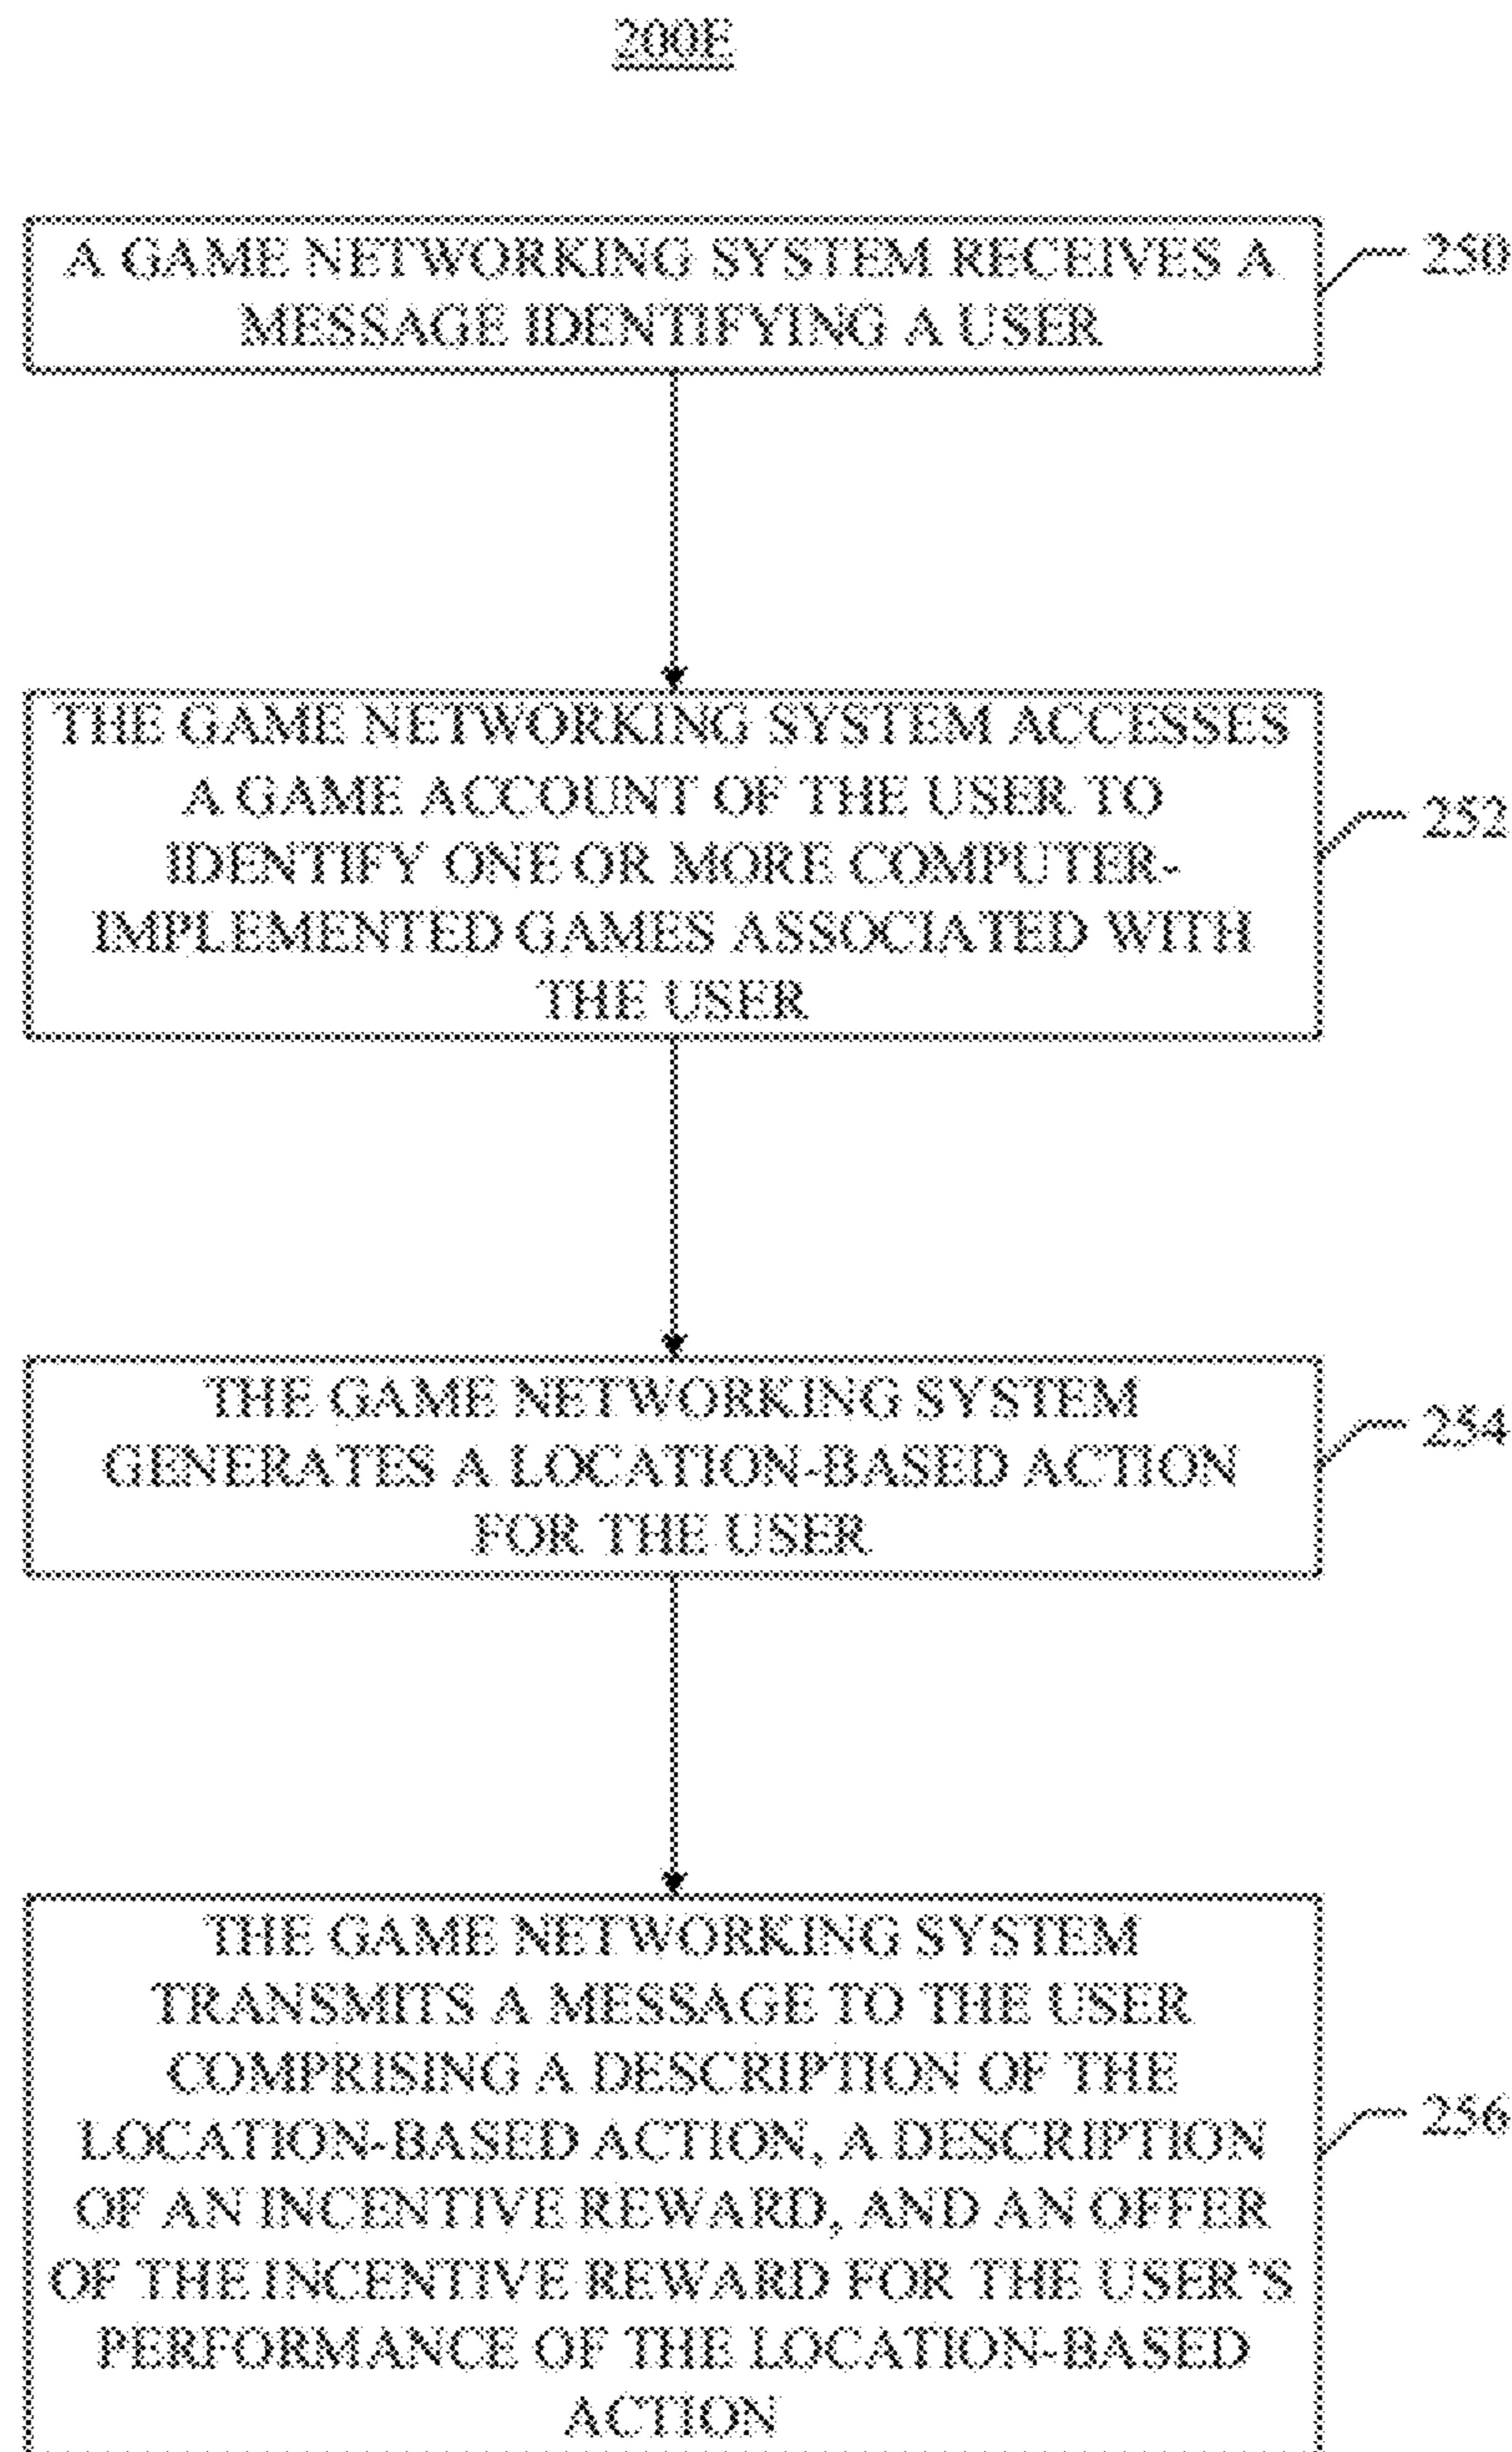 200E
A GAME NETWORKING SYSTEM RECEIVES A
MESSAGE IDENTIFYING A USER
250
THE GAME NETWORKING SYSTEM ACCESSES
A GAME ACCOUNT OF THE USER TO
IDENTIFY ONE OR MORE COMPUTER-
IMPLEMENTED GAMES ASSOCIATED WITH
THE USER
252
THE GAME NETWORKING SYSTEM
GENERATES A LOCATION-BASED ACTION
FOR THE USER
254
THE GAME NETWORKING SYSTEM
TRANSMITS A MESSAGE TO THE USER
COMPRISING A DESCRIPTION OF THE
LOCATION-BASED ACTION, A DESCRIPTION
OF AN INCENTIVE REWARD, AND AN OFFER
OF THE INCENTIVE REWARD FOR THE USER'S
PERFORMANCE OF THE LOCATION-BASED
ACTION
256